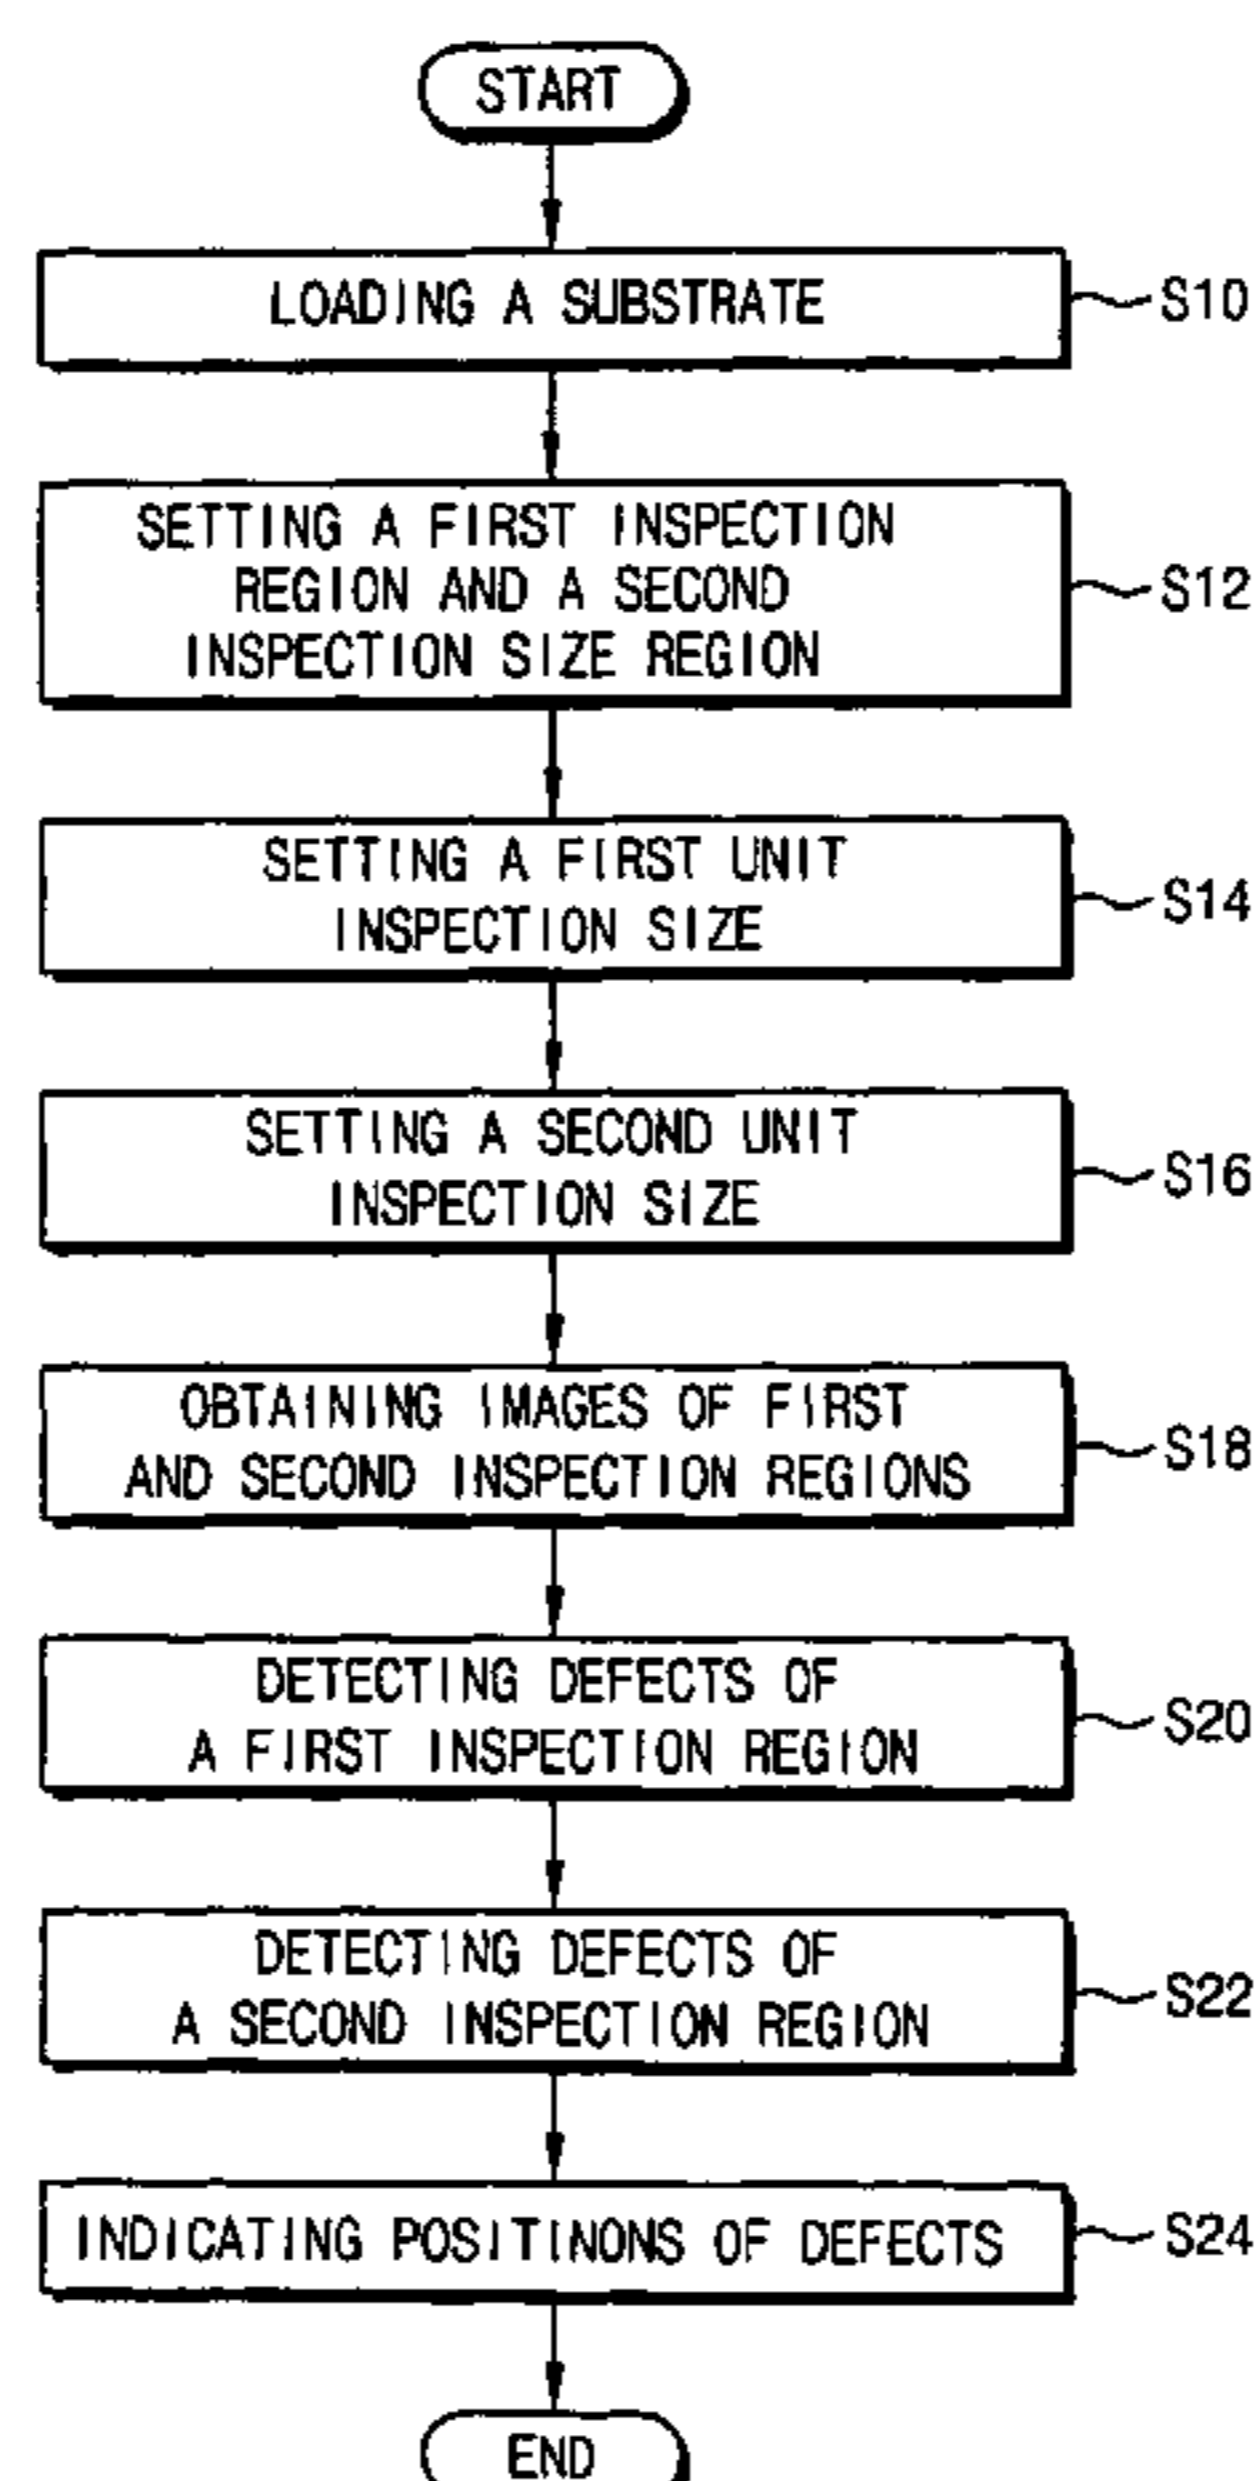 START
LOADING A SUBSTRATE
S10
SETTING A FIRST INSPECTION
REGION AND A SECOND
INSPECTION SIZE REGION
S12
SETTING A FIRST UNIT
INSPECTION SIZE
S14
SETTING A SECOND UNIT
INSPECTION SIZE
S16
OBTAINING IMAGES OF FIRST
AND SECOND INSPECTION REGIONS
S18
DETECTING DEFECTS OF
A FIRST INSPECTION REGION
S20
DETECTING DEFECTS OF
A SECOND INSPECTION REGION
S22
INDICATING POSITINONS OF DEFECTS
S24
END